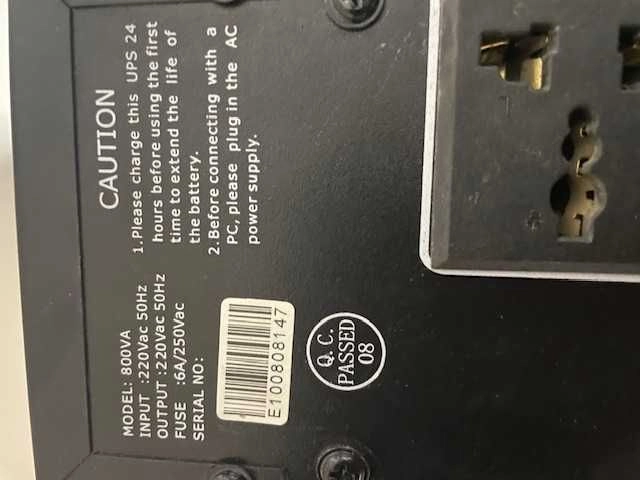 CAUTION
1.Please charge this UPS 24
hours before using the first
time to extend the life of
the battery.
2.Before connecting with a
PC, please plug in the AC
power supply.
MODEL: 800VA
INPUT :220Vac 50Hz
OUTPUT :220Vac 50Hz
FUSE :6A/250Vac
SERIAL NO:
E100808147
Q.C.
PASSED
08